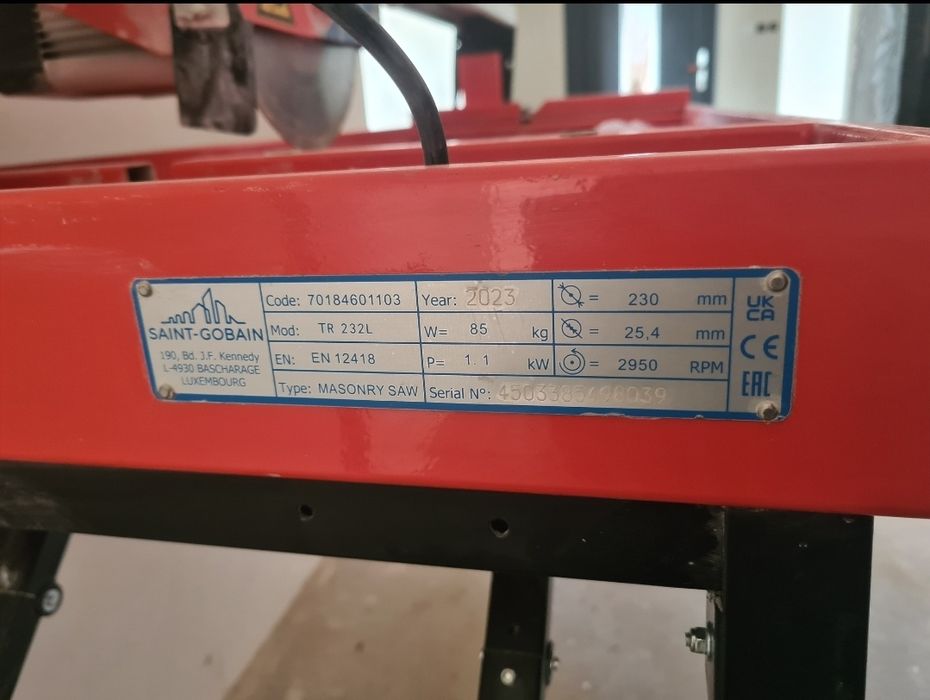 SAINT-GOBAIN
190, Bd. J.F. Kennedy
L-4930 BASCHARAGE
LUXEMBOURG
Code: 70184601103
Mod: TR 232L
EN: EN 12418
Type: MASONRY SAW
Year: 2023
W= 85 kg
P= 1.1 kW
Serial N°:
= 230 mm
= 25,4 mm
= 2950 RPM
UK
CA
CE
EAC